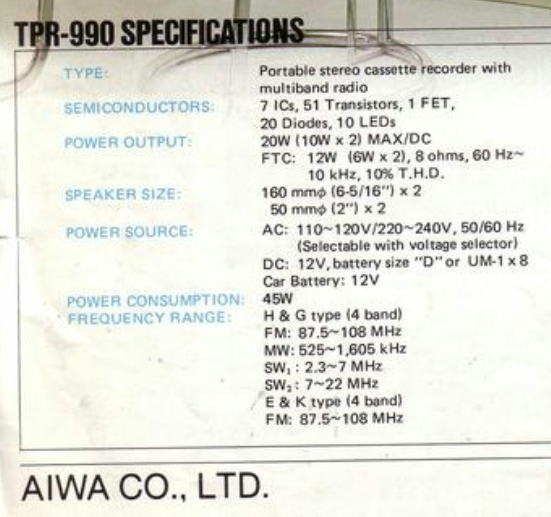 TPR-990 SPECIFICATIONS
TYPE: Portable stereo cassette recorder with
multiband radio
SEMICONDUCTORS: 7 ICs, 51 Transistors, 1 FET,
20 Diodes, 10 LEDs
POWER OUTPUT: 20W (10W x 2) MAX/DC
FTC: 12W (6W x 2), 8 ohms, 60 Hz~
10 kHz, 10% T.H.D.
SPEAKER SIZE: 160 mmφ (6-5/16") x 2
50 mmφ (2") x 2
POWER SOURCE: AC: 110~120V/220~240V, 50/60 Hz
(Selectable with voltage selector)
DC: 12V, battery size "D" or UM-1 x 8
Car Battery: 12V
POWER CONSUMPTION: 45W
FREQUENCY RANGE: H & G type (4 band)
FM: 87.5~108 MHz
MW: 525~1,605 kHz
SW₁ : 2.3~7 MHz
SW₂ : 7~22 MHz
E & K type (4 band)
FM: 87.5~108 MHz
AIWA CO., LTD.